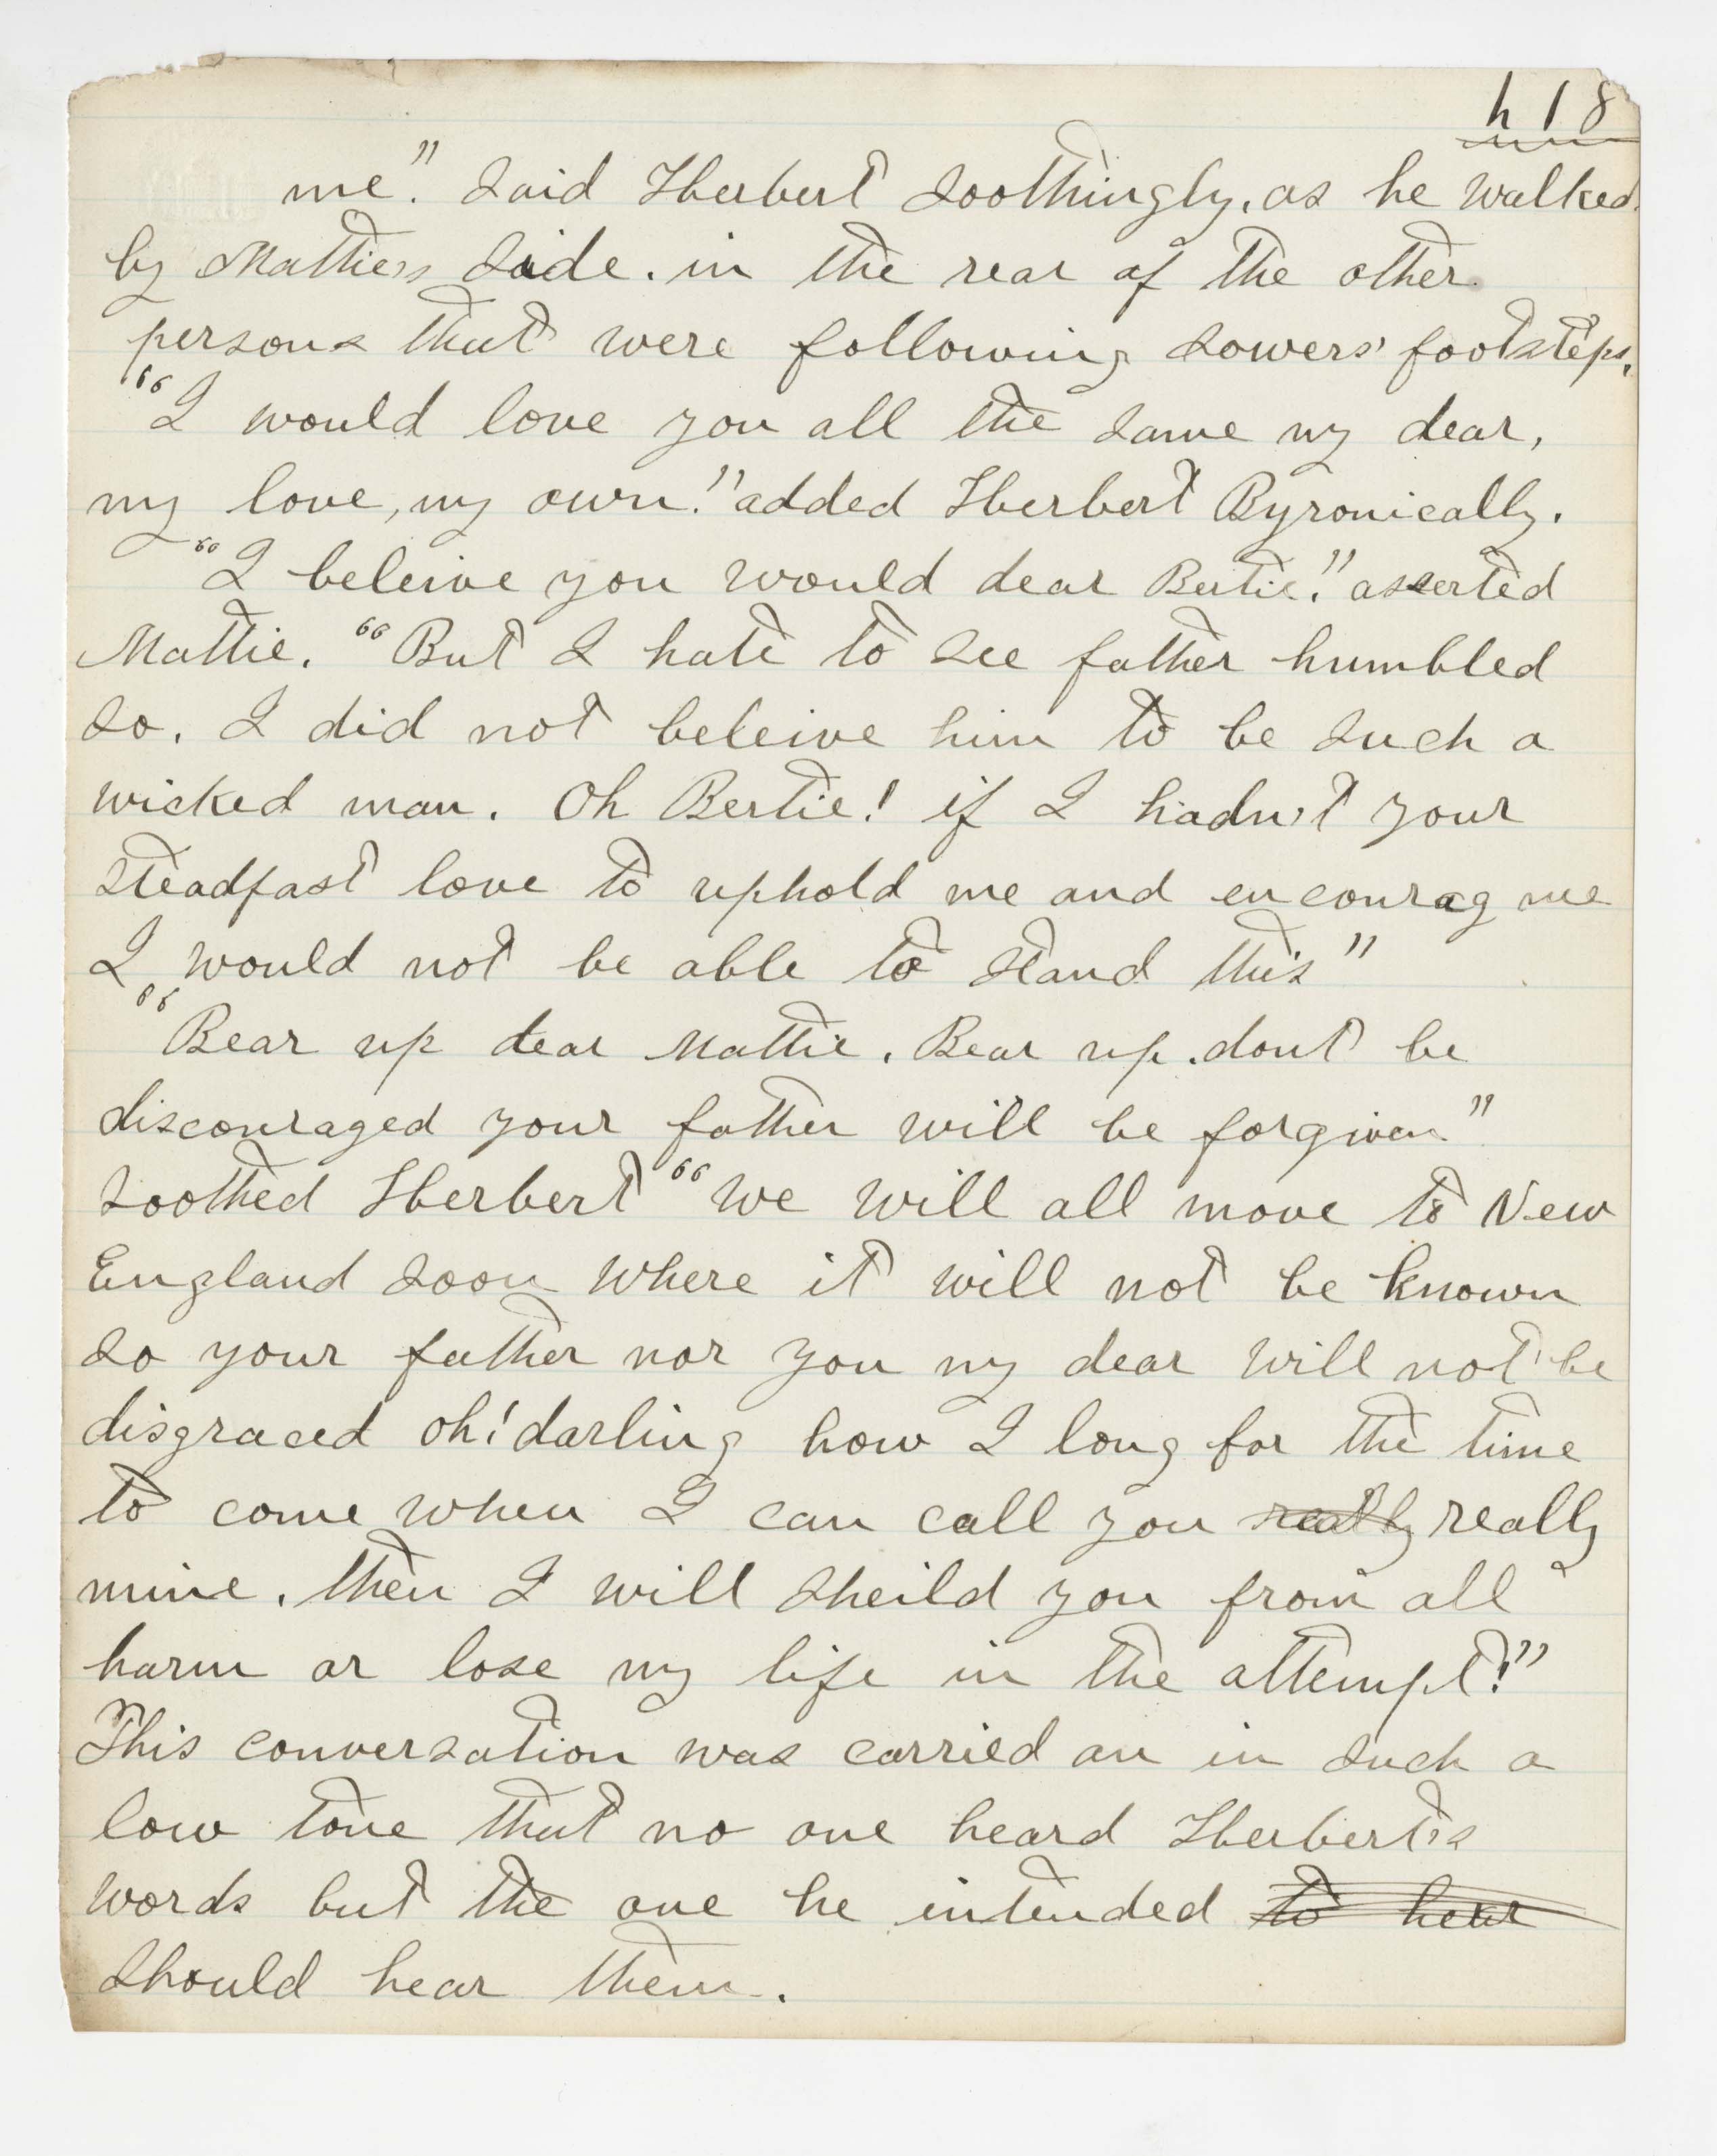 h 18
me." said Herbert soothingly, as he walked
by Mattie's side. in the rear of the other
persons that were following Sowers' footsteps.
"I would love you all the same my dear,
my love, my own!" added Herbert Byronically.
"I beleive you would dear Bertie!" asserted
Mattie. "But I hate to see father humbled
so. I did not beleive him to be such a
wicked man. Oh Bertie! if I hadn't your
steadfast love to uphold me and encourag me
I would not be able to stand this"
"Bear up dear Mattie. Bear up. dont be
discouraged your father will be forgiven"
soothed Herbert "we will all move to New
England soon where it will not be known
so your father nor you my dear will not be
disgraced oh! darling how I long for the time
to come when I can call you really really
mine. then I will sheild you from all
harm or lose my life in the attempt!"
This conversation was carried on in such a
low tone that no one heard Herbert's
words but the one he intended to hear
should hear them.